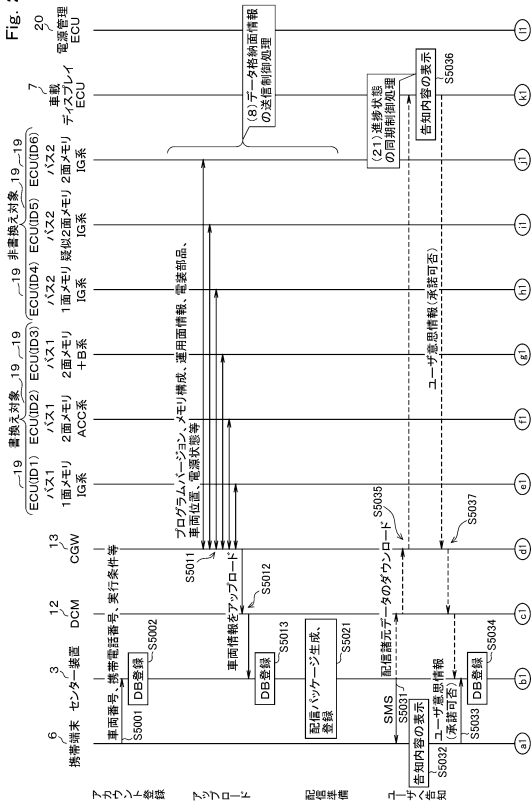 Fig. 2
6
携帯端末
3
センター装置
12
DCM
13
CGW
書換え対象
19
ECU(ID1)
バス1
1面メモリ
IG系
19
ECU(ID2)
バス1
2面メモリ
ACC系
19
ECU(ID3)
バス1
2面メモリ
+B系
非書換え対象
19
ECU(ID4)
バス2
1面メモリ
IG系
19
ECU(ID5)
バス2
疑似2面メモリ
IG系
19
ECU(ID6)
バス2
2面メモリ
IG系
7
車載
ディスプレイ
ECU
20
電源管理
ECU
アカウント登録
車両番号、携帯電話番号、実行条件等
S5001
DB登録
S5002
アップロード
プログラムバージョン、メモリ構成、運用面情報、電装部品、
車両位置、電源状態等
S5011
(8)データ格納面情報
の送信制御処理
車両情報をアップロード
S5012
DB登録
S5013
配信準備
配信パッケージ生成、
登録
S5021
ユーザへ告知
SMS
S5031
配信諸元データのダウンロード
S5035
(21)進捗状態
の同期制御処理
告知内容の表示
S5032
告知内容の表示
S5036
ユーザ意思情報
(承諾可否)
S5033
DB登録
S5034
ユーザ意思情報(承諾可否)
S5037
a1
b1
c1
d1
e1
f1
g1
h1
i1
j1
k1
l1